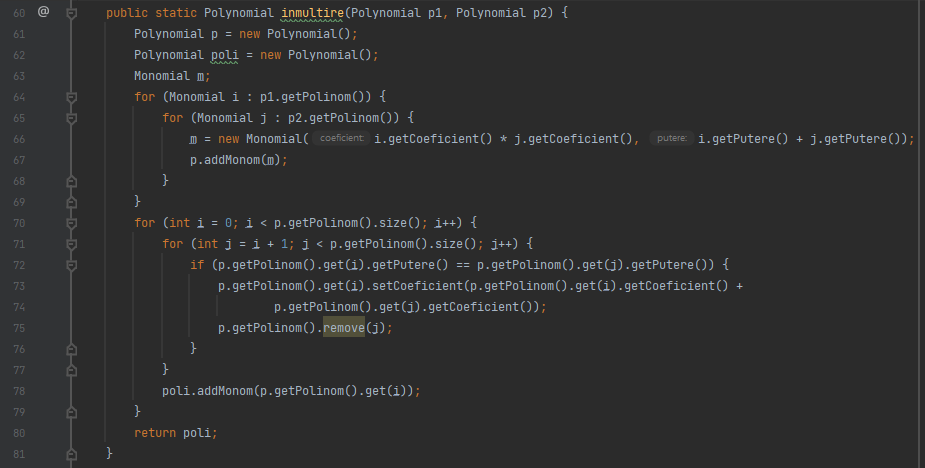 60 @ public static Polynomial inmultire(Polynomial p1, Polynomial p2) {
61 Polynomial p = new Polynomial();
62 Polynomial poli = new Polynomial();
63 Monomial m;
64 for (Monomial i : p1.getPolinom()) {
65 for (Monomial j : p2.getPolinom()) {
66 m = new Monomial( coeficient: i.getCoeficient() * j.getCoeficient(), putere: i.getPutere() + j.getPutere());
67 p.addMonom(m);
68 }
69 }
70 for (int i = 0; i < p.getPolinom().size(); i++) {
71 for (int j = i + 1; j < p.getPolinom().size(); j++) {
72 if (p.getPolinom().get(i).getPutere() == p.getPolinom().get(j).getPutere()) {
73 p.getPolinom().get(i).setCoeficient(p.getPolinom().get(i).getCoeficient() +
74 p.getPolinom().get(j).getCoeficient());
75 p.getPolinom().remove(j);
76 }
77 }
78 poli.addMonom(p.getPolinom().get(i));
79 }
80 return poli;
81 }